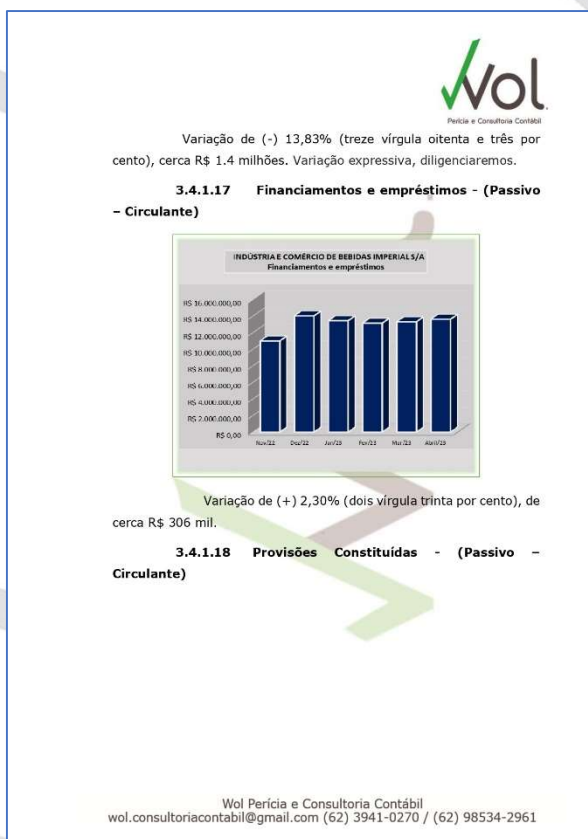 Wol.
Perícia e Consultoria Contábil
Variação de (-) 13,83% (treze vírgula oitenta e três por
cento), cerca R$ 1.4 milhões. Variação expressiva, diligenciaremos.
3.4.1.17 Financiamentos e empréstimos - (Passivo
– Circulante)
INDÚSTRIA E COMÉRCIO DE BEBIDAS IMPERIAL S/A
Financiamentos e empréstimos
R$ 16.000.000,00
R$ 14.000.000,00
R$ 12.000.000,00
R$ 10.000.000,00
R$ 8.000.000,00
R$ 6.000.000,00
R$ 4.000.000,00
R$ 2.000.000,00
R$ 0,00
Nov/22 Dez/22 Jan/23 Fev/23 Mar/23 Abril/23
Variação de (+) 2,30% (dois vírgula trinta por cento), de
cerca R$ 306 mil.
3.4.1.18 Provisões Constituídas - (Passivo –
Circulante)
Wol Perícia e Consultoria Contábil
wol.consultoriacontabil@gmail.com (62) 3941-0270 / (62) 98534-2961